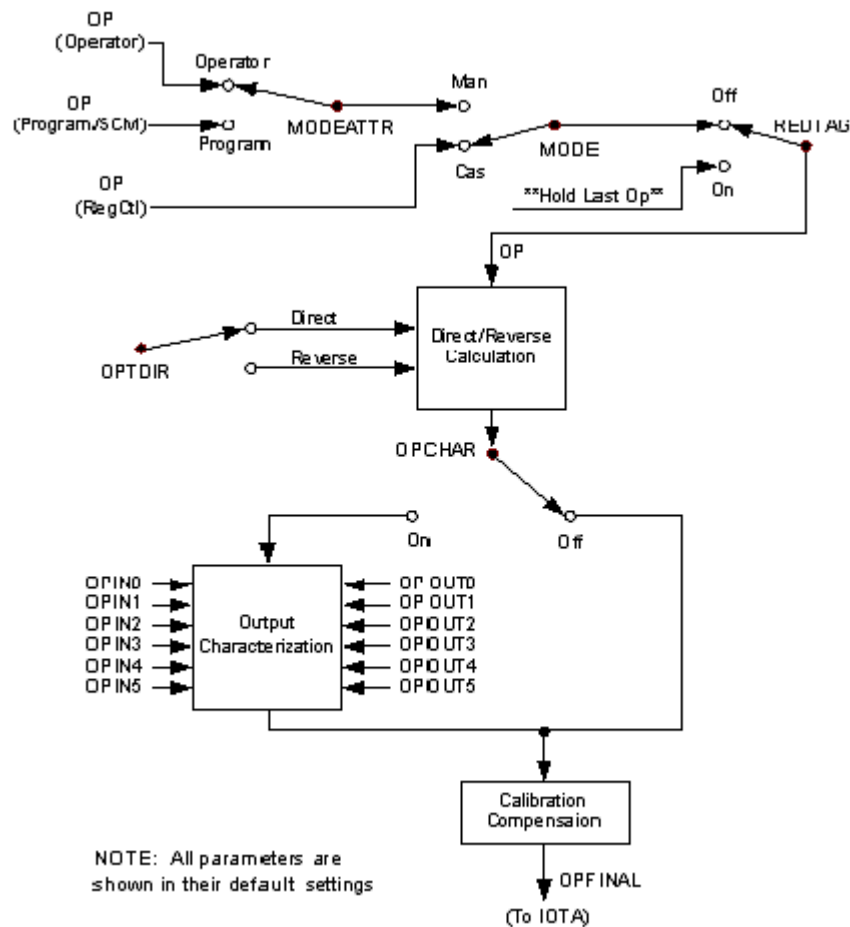 OP
(Operator)
Operator
Man
Off
OP
(Program/SCM)
Program
MODEATTR
MODE
REDTAG
Cas
OP
(RegCtl)
**Hold Last Op**
On
OP
Direct
Direct/Reverse
Calculation
Reverse
OPTDIR
OPCHAR
On
Off
OPIN0
OPIN1
OPIN2
OPIN3
OPIN4
OPIN5
Output
Characterization
OPOUT0
OPOUT1
OPOUT2
OPOUT3
OPOUT4
OPOUT5
Calibration
Compensaion
NOTE: All parameters are
shown in their default settings
OPFINAL
(To IOTA)